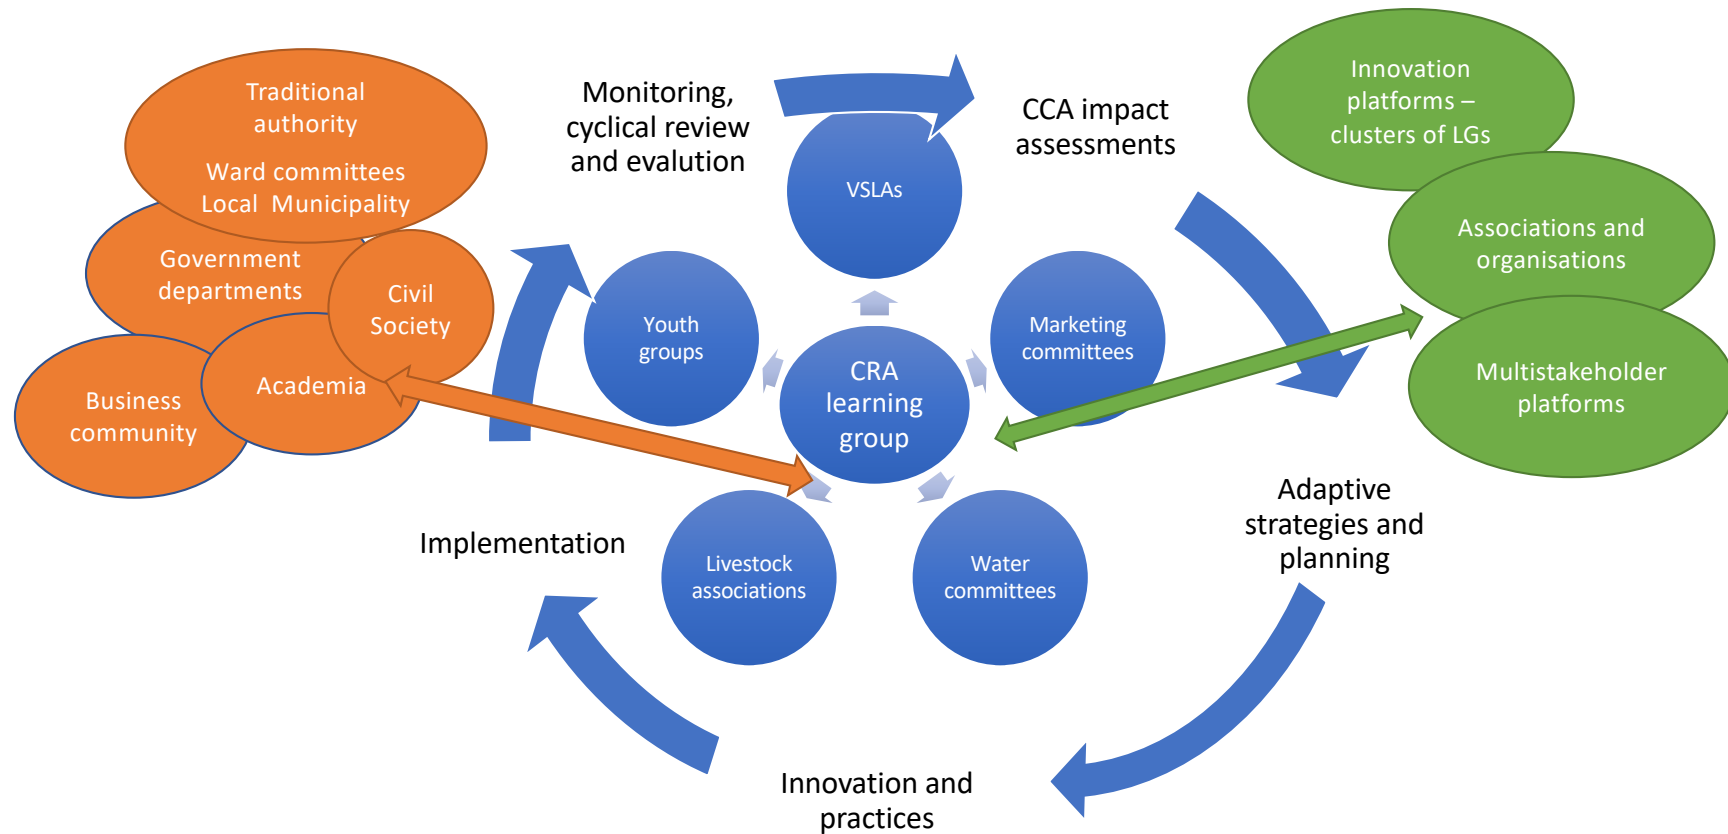 Traditional
authority
Ward committees
Local  Municipality
Government
departments
Civil
Society
Academia
Business
community
Monitoring,
cyclical review
and evalution
CCA impact
assessments
Adaptive
strategies and
planning
Innovation and
practices
Implementation
VSLAs
Youth
groups
Marketing
committees
CRA
learning
group
Livestock
associations
Water
committees
Innovation
platforms –
clusters of LGs
Associations and
organisations
Multistakeholder
platforms